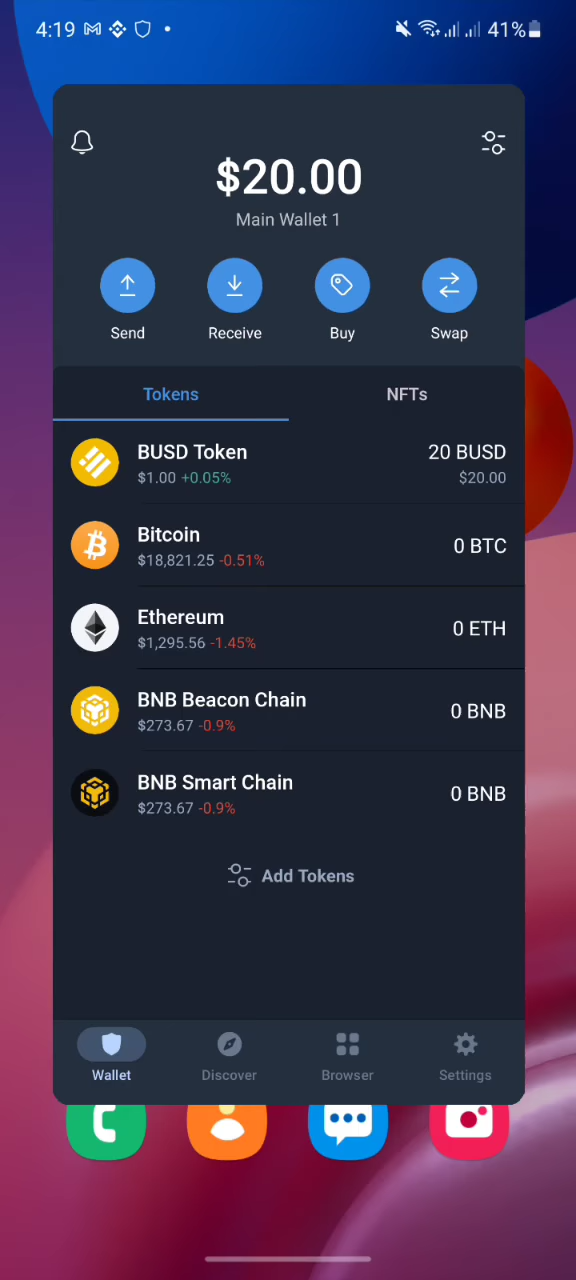 4:19 41%
$20.00
Main Wallet 1
Send Receive Buy Swap
Tokens NFTs
BUSD Token 20 BUSD
$1.00 +0.05% $20.00
Bitcoin
$18,821.25 -0.51% 0 BTC
Ethereum
$1,295.56 -1.45% 0 ETH
BNB Beacon Chain
$273.67 -0.9% 0 BNB
BNB Smart Chain
$273.67 -0.9% 0 BNB
Add Tokens
Wallet Discover Browser Settings